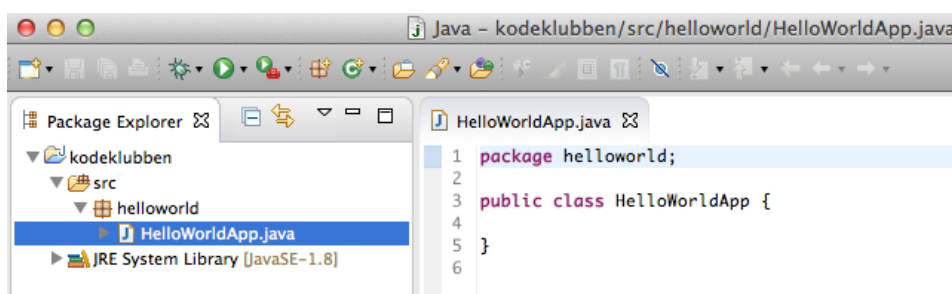 Java – kodeklubben/src/helloworld/HelloWorldApp.java
Package Explorer
kodeklubben
src
helloworld
HelloWorldApp.java
JRE System Library [JavaSE-1.8]
HelloWorldApp.java
1 package helloworld;
2
3 public class HelloWorldApp {
4
5 }
6